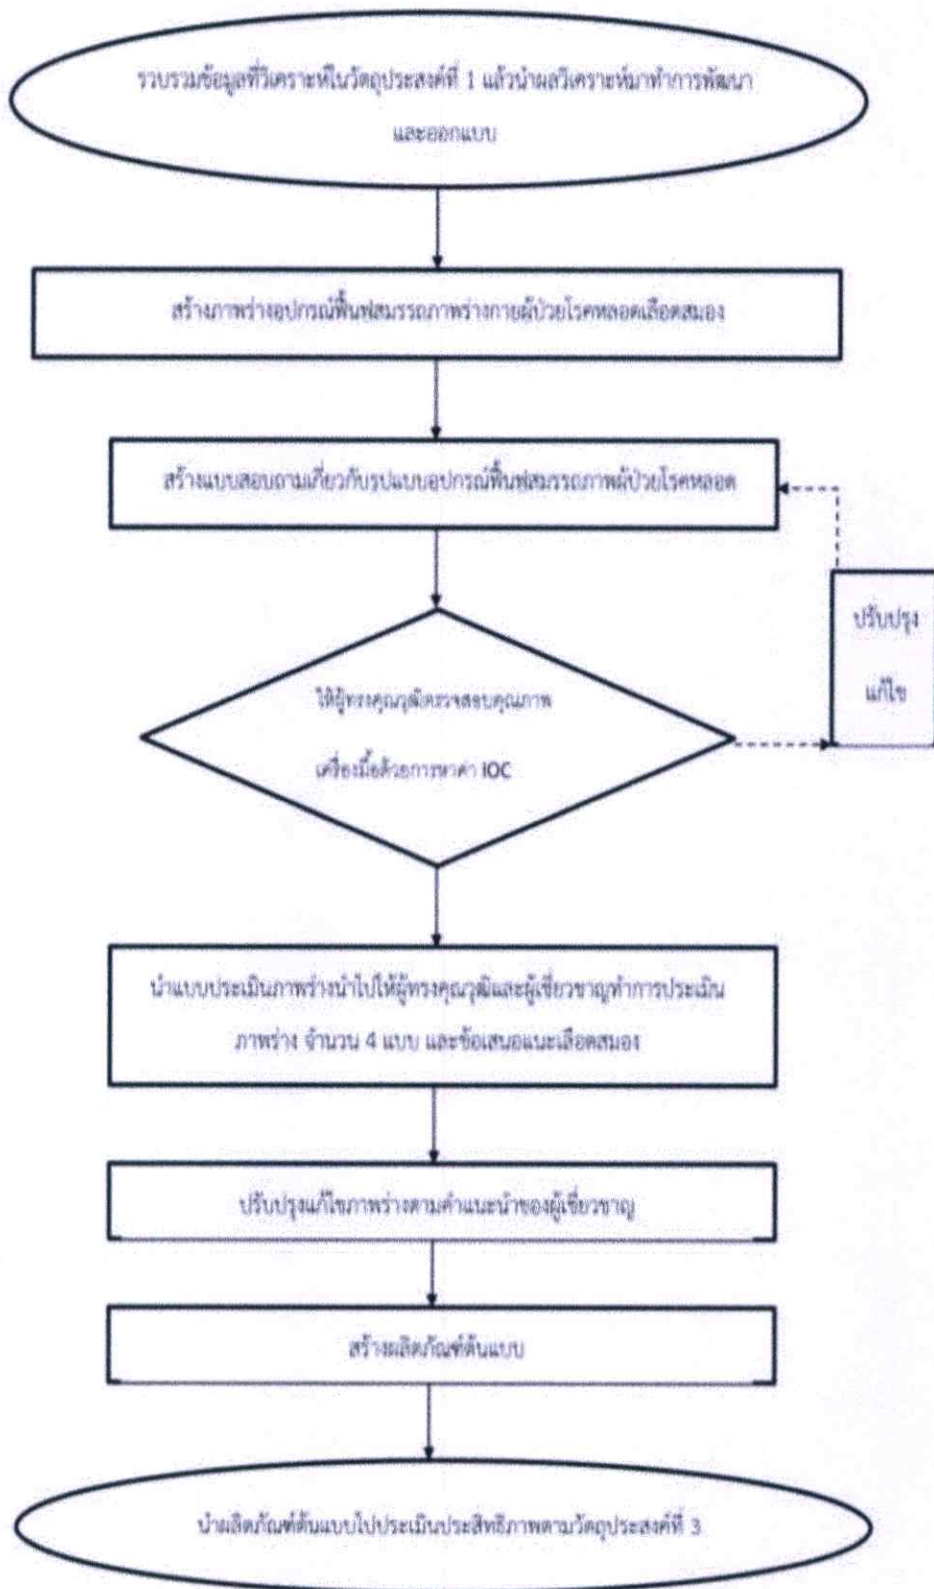 รวบรวมข้อมูลที่วิเคราะห์ในวัตถุประสงค์ที่ 1 แล้วนำผลวิเคราะห์มาทำการพัฒนา
และออกแบบ
สร้างภาพร่างอุปกรณ์ฟื้นฟูสมรรถภาพร่างกายผู้ป่วยโรคหลอดเลือดสมอง
สร้างแบบสอบถามเกี่ยวกับรูปแบบอุปกรณ์ฟื้นฟูสมรรถภาพผู้ป่วยโรคหลอด
ปรับปรุง
แก้ไข
ให้ผู้ทรงคุณวุฒิตรวจสอบคุณภาพ
เครื่องมือด้วยการหาค่า IOC
นำแบบประเมินภาพร่างนำไปให้ผู้ทรงคุณวุฒิและผู้เชี่ยวชาญทำการประเมิน
ภาพร่าง จำนวน 4 แบบ และข้อเสนอแนะเลือดสมอง
ปรับปรุงแก้ไขภาพร่างตามคำแนะนำของผู้เชี่ยวชาญ
สร้างผลิตภัณฑ์ต้นแบบ
นำผลิตภัณฑ์ต้นแบบไปประเมินประสิทธิภาพตามวัตถุประสงค์ที่ 3